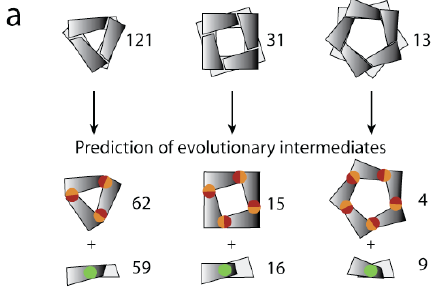 a
121 31 13
Prediction of evolutionary intermediates
62 15 4
+ + +
59 16 9